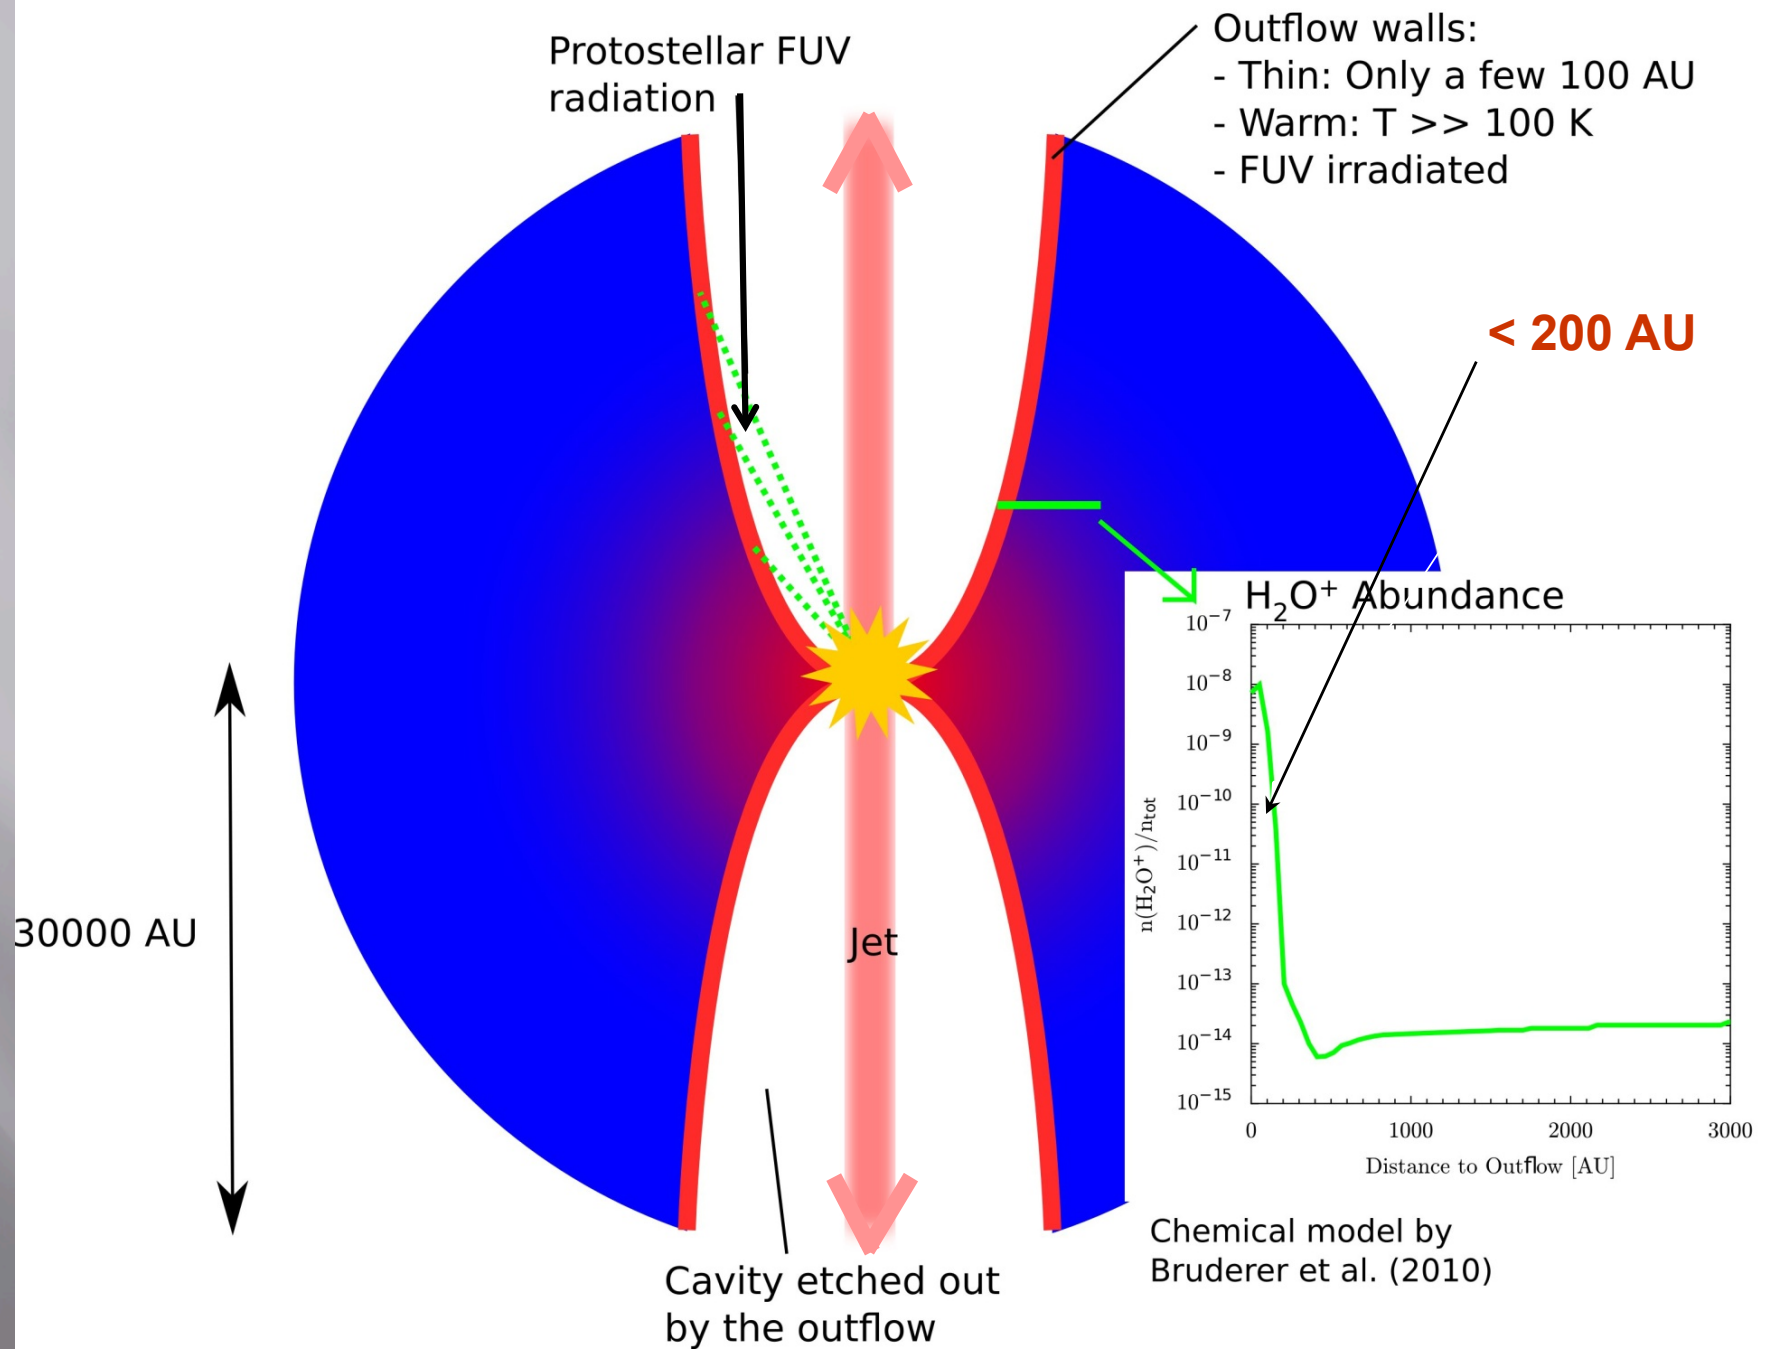 Protostellar FUV
radiation
Outflow walls:
- Thin: Only a few 100 AU
- Warm: T >> 100 K
- FUV irradiated
< 200 AU
30000 AU
Jet
Cavity etched out
by the outflow
H₂O⁺ Abundance
10⁻⁷
10⁻⁸
10⁻⁹
10⁻¹⁰
10⁻¹¹
10⁻¹²
10⁻¹³
10⁻¹⁴
10⁻¹⁵
n(H₂O⁺)/nₜₒₜ
0 1000 2000 3000
Distance to Outflow [AU]
Chemical model by
Bruderer et al. (2010)